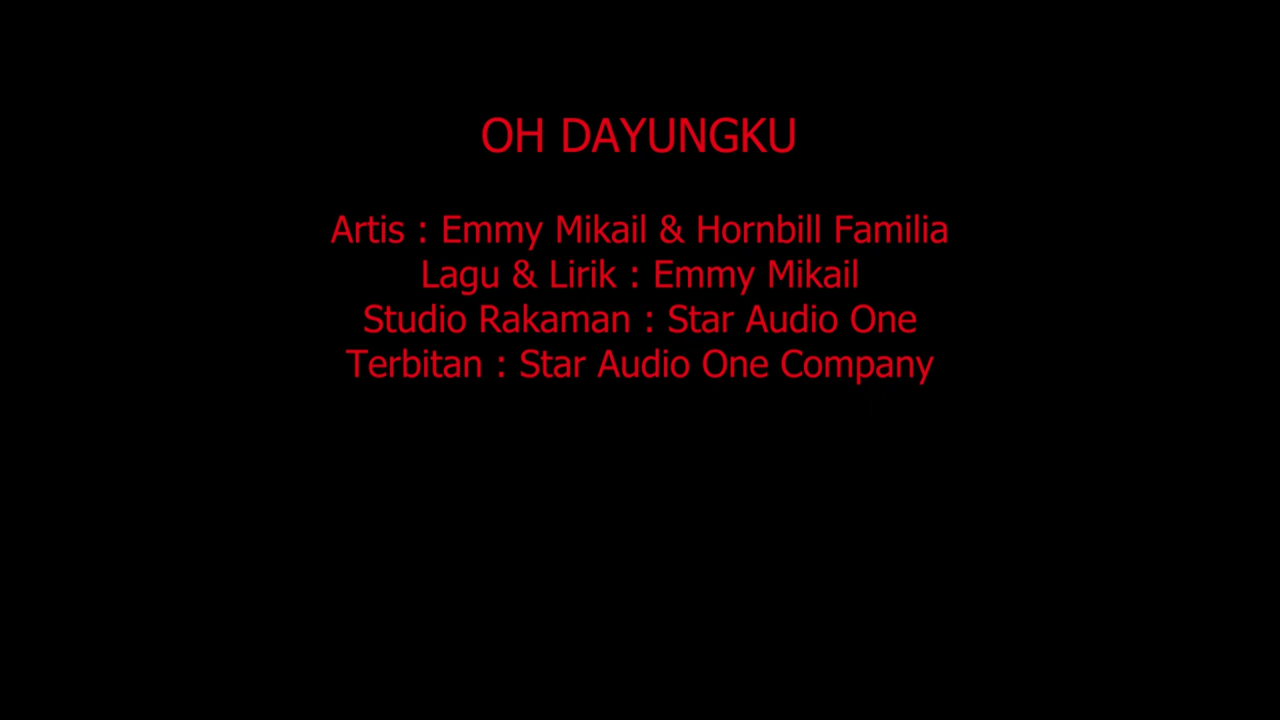 OH DAYUNGKU
Artis : Emmy Mikail & Hornbill Familia
Lagu & Lirik : Emmy Mikail
Studio Rakaman : Star Audio One
Terbitan : Star Audio One Company